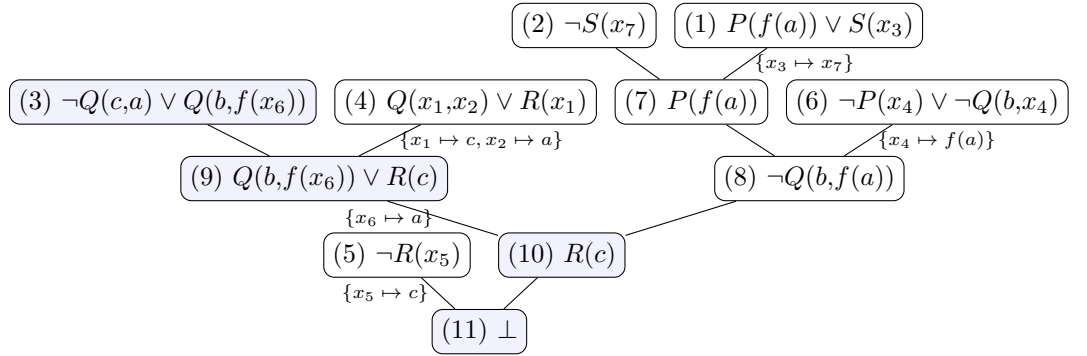 (2) ¬S(x₇) (1) P(f(a)) ∨ S(x₃)
{x₃ ↦ x₇}
(3) ¬Q(c,a) ∨ Q(b,f(x₆)) (4) Q(x₁,x₂) ∨ R(x₁) (7) P(f(a)) (6) ¬P(x₄) ∨ ¬Q(b,x₄)
{x₁ ↦ c, x₂ ↦ a} {x₄ ↦ f(a)}
(9) Q(b,f(x₆)) ∨ R(c) (8) ¬Q(b,f(a))
{x₆ ↦ a}
(5) ¬R(x₅) (10) R(c)
{x₅ ↦ c}
(11) ⊥